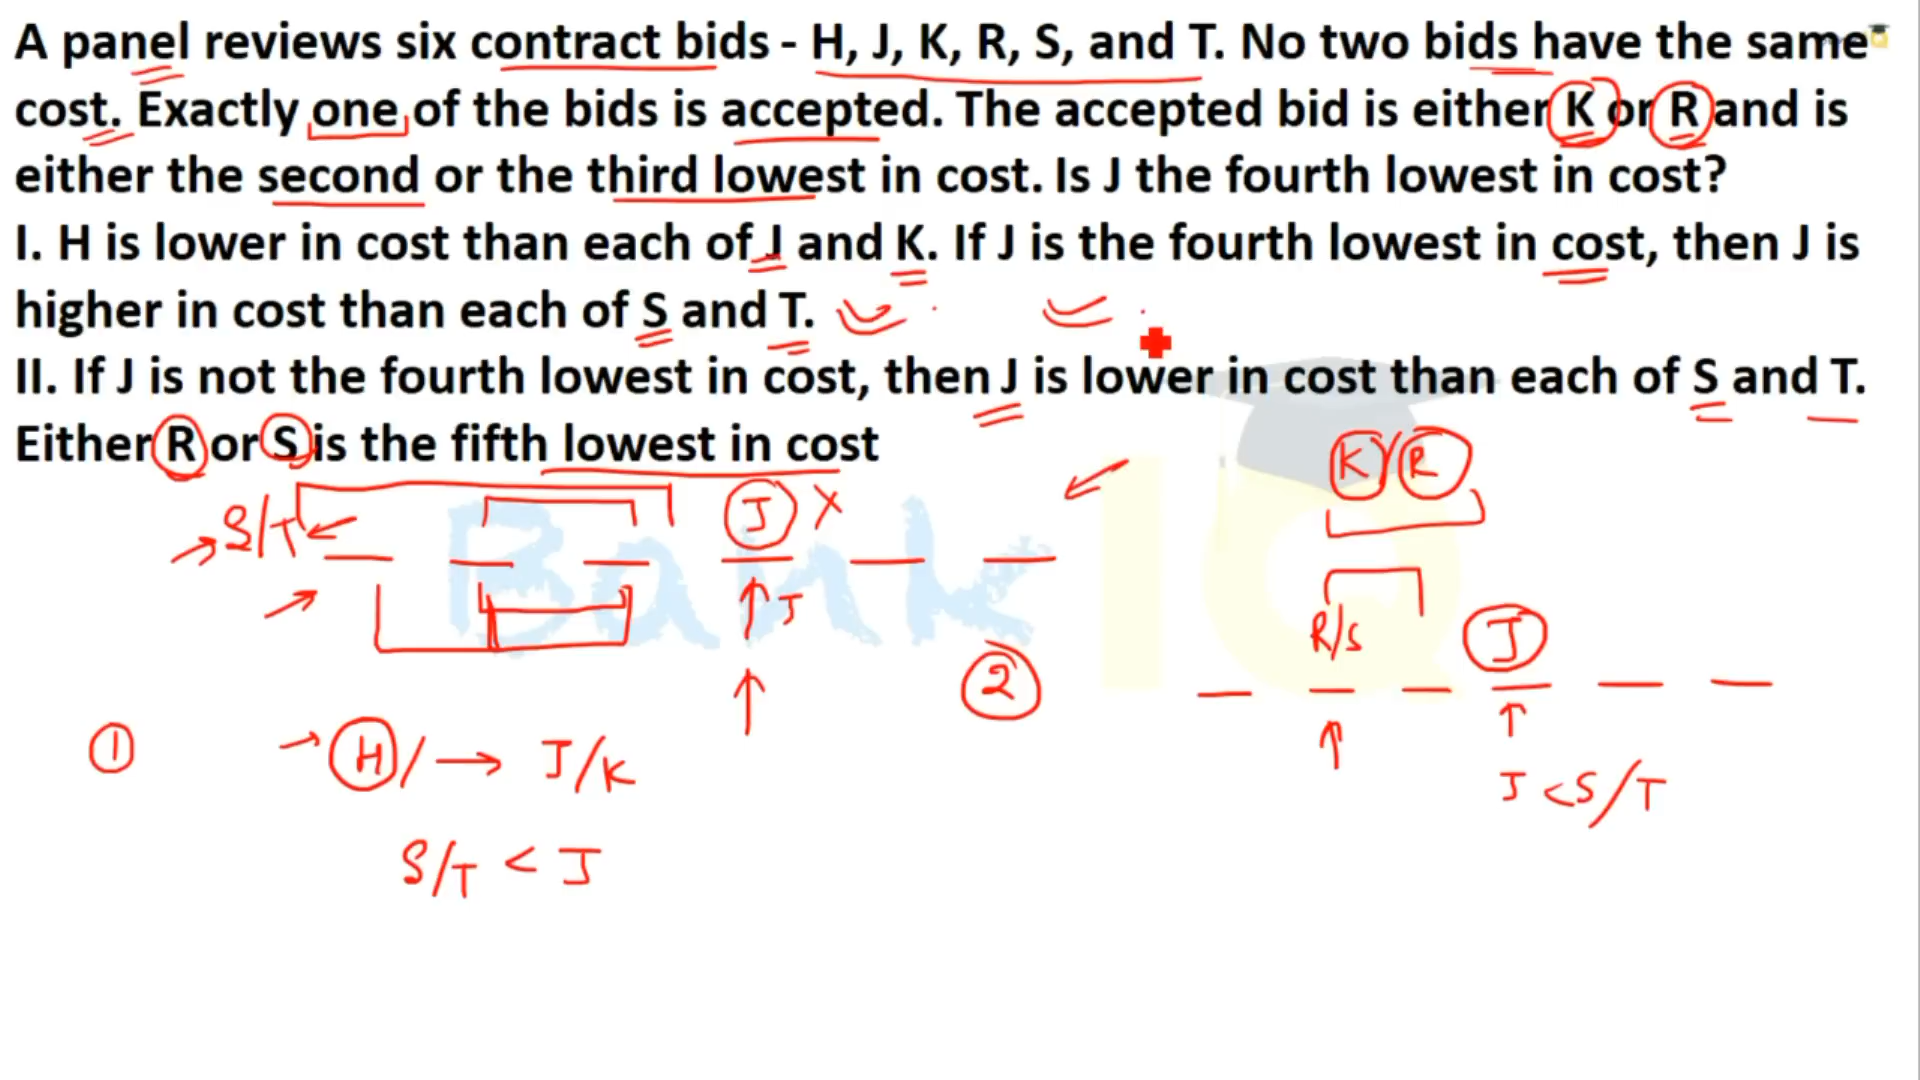 A panel reviews six contract bids - H, J, K, R, S, and T. No two bids have the same
cost. Exactly one of the bids is accepted. The accepted bid is either K or R and is
either the second or the third lowest in cost. Is J the fourth lowest in cost?
I. H is lower in cost than each of J and K. If J is the fourth lowest in cost, then J is
higher in cost than each of S and T.
II. If J is not the fourth lowest in cost, then J is lower in cost than each of S and T.
Either R or S is the fifth lowest in cost
K/R
S/T J X
BankIQ
J
R/S J
2
1 H/ → J/K
J < S/T
S/T < J